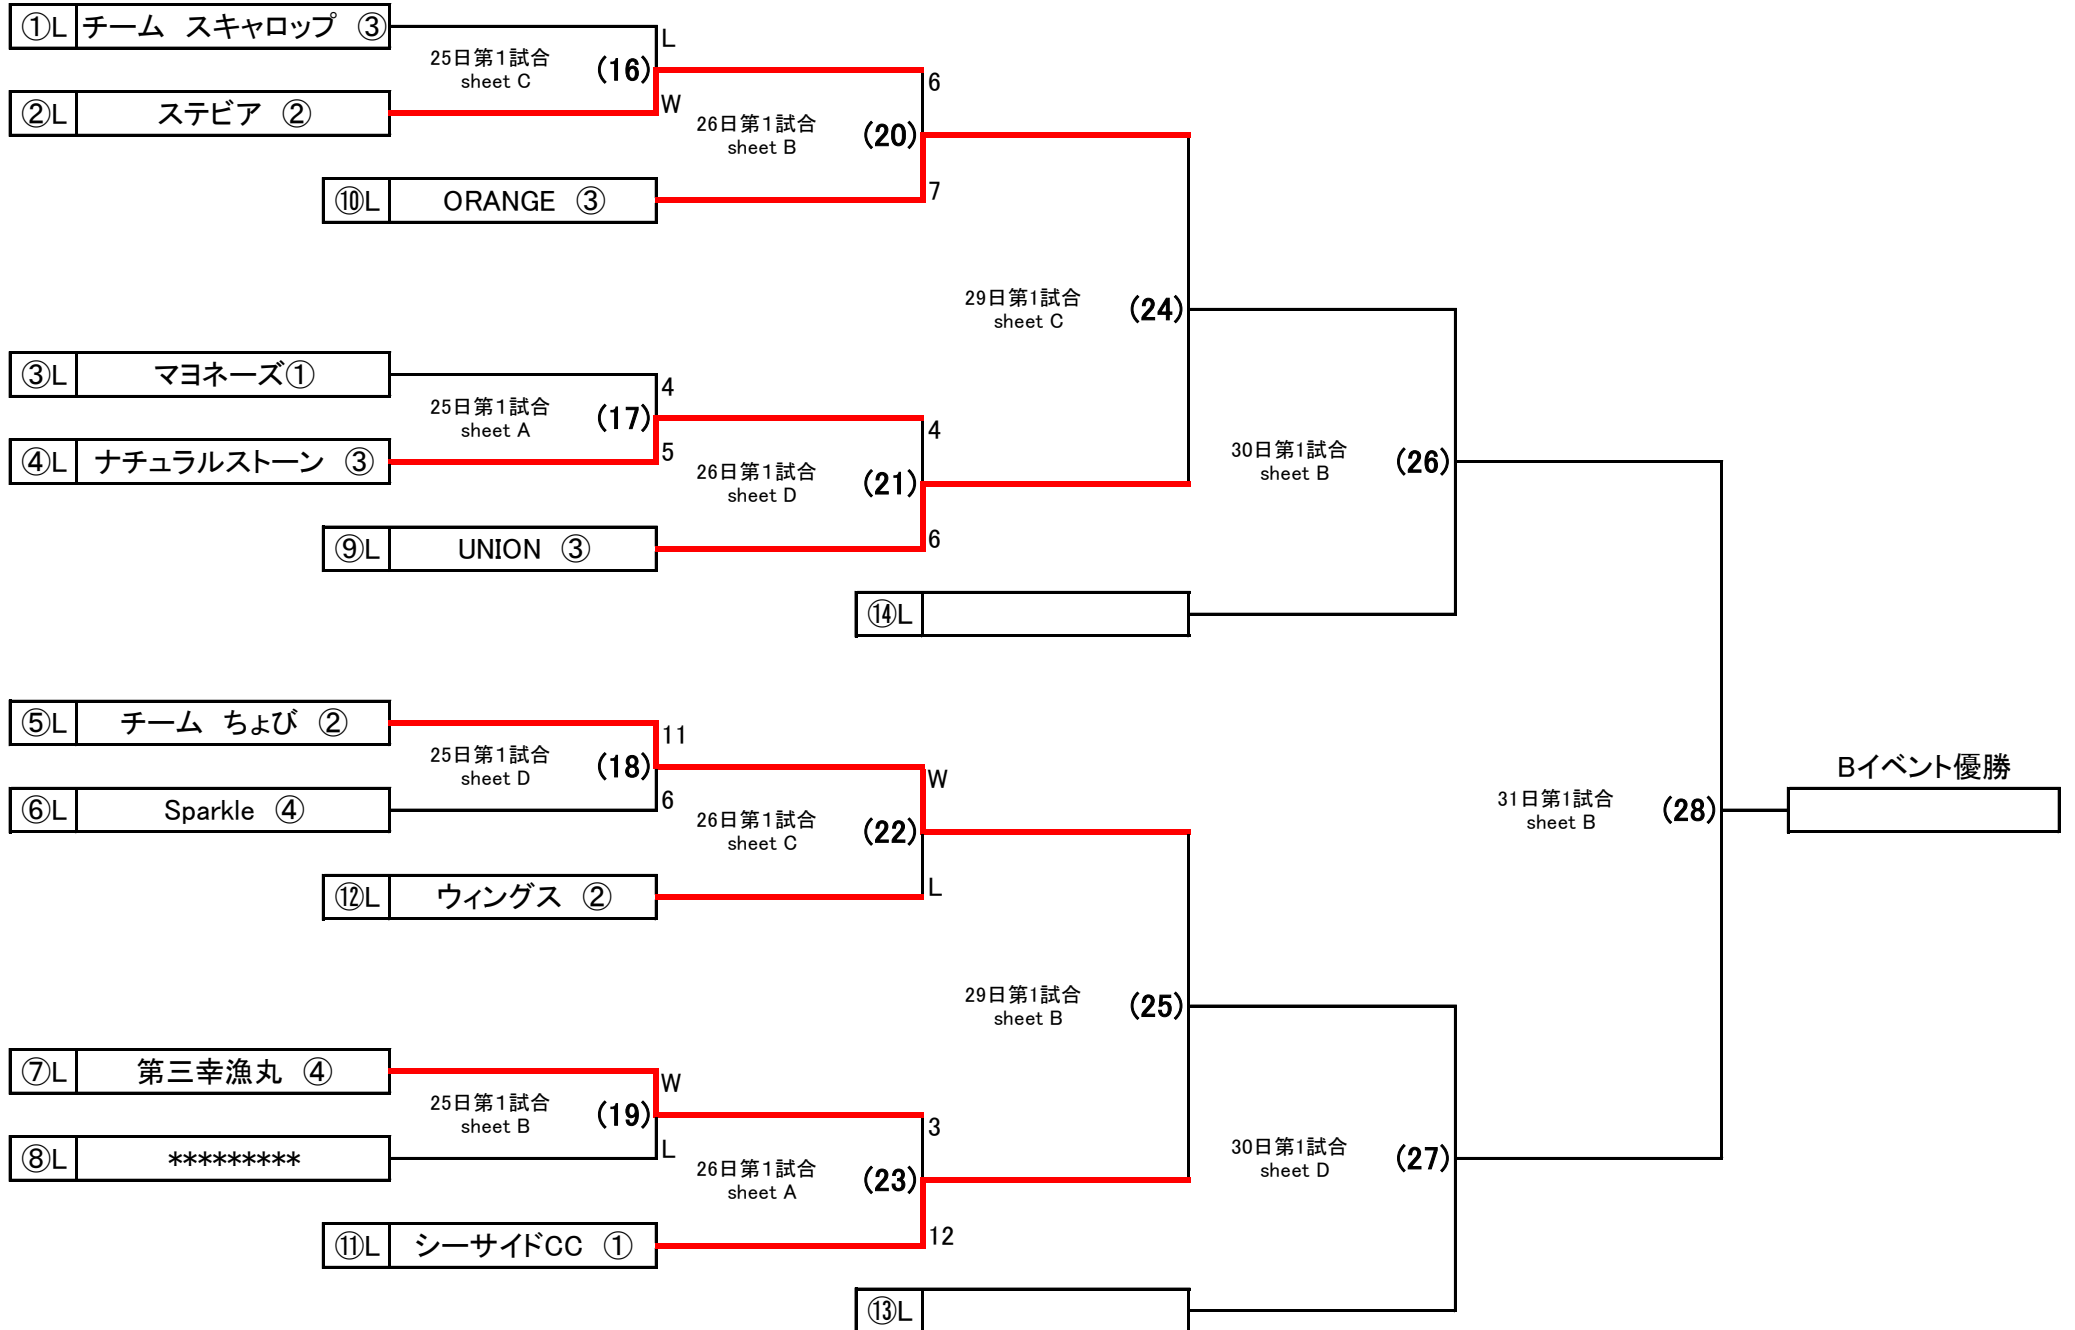 ①L チーム　スキャロップ　③
L
25日第1試合
sheet C
(16)
②L ステビア　②
W
6
26日第1試合
sheet B
(20)
⑩L ORANGE　③
7
29日第1試合
sheet C
(24)
③L マヨネーズ①
4
25日第1試合
sheet A
(17)
④L ナチュラルストーン　③
5
4
26日第1試合
sheet D
(21)
⑨L UNION　③
6
30日第1試合
sheet B
(26)
⑭L
⑤L チーム　ちょび　②
11
25日第1試合
sheet D
(18)
⑥L Sparkle　④
6
W
26日第1試合
sheet C
(22)
⑫L ウィングス　②
L
31日第1試合
sheet B
(28)
Bイベント優勝
29日第1試合
sheet B
(25)
⑦L 第三幸漁丸　④
W
25日第1試合
sheet B
(19)
⑧L *********
L
3
26日第1試合
sheet A
(23)
⑪L シーサイドCC　①
12
30日第1試合
sheet D
(27)
⑬L